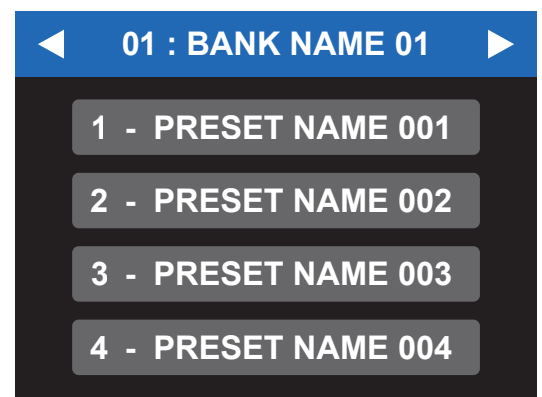 01 : BANK NAME 01
1 - PRESET NAME 001
2 - PRESET NAME 002
3 - PRESET NAME 003
4 - PRESET NAME 004